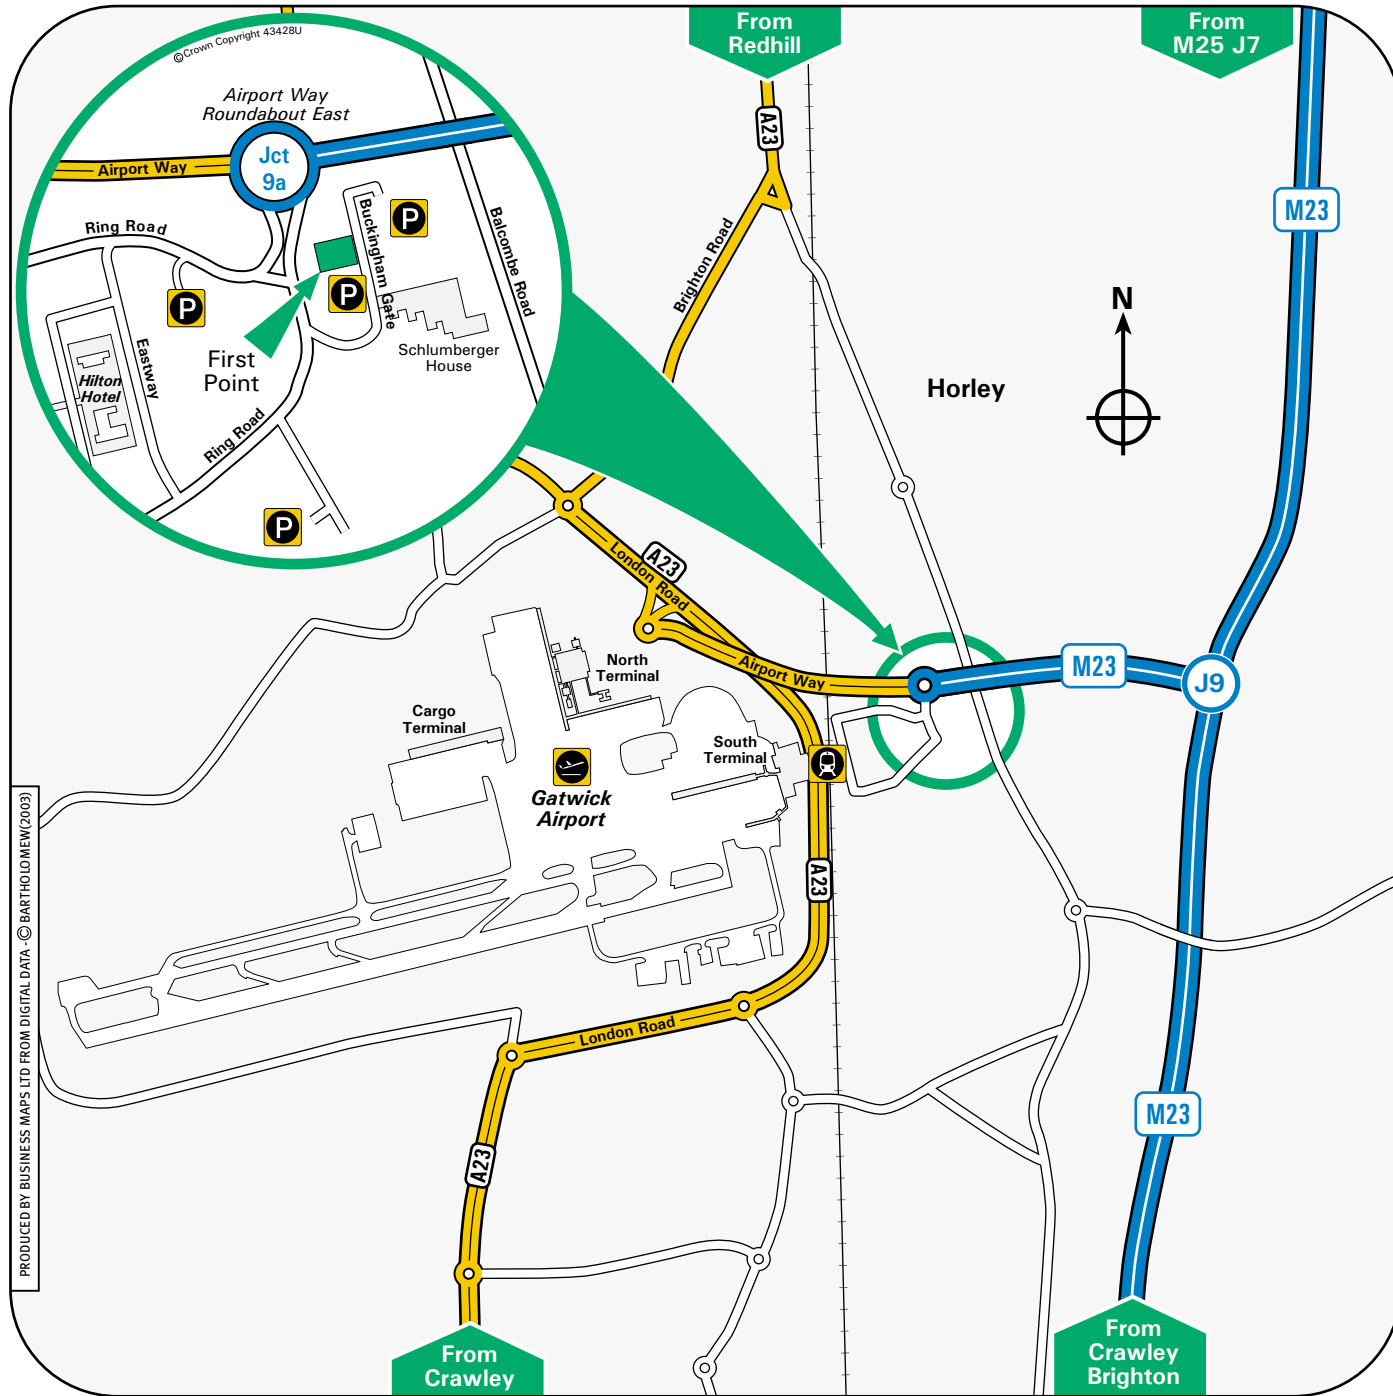 From
Redhill
From
M25 J7
©Crown Copyright 43428U
Airport Way
Roundabout East
Jct
9a
Airport Way
A23
M23
Ring Road
Buckingham Gate
P
Balcombe Road
Brighton Road
P
P
N
First
Point
Schlumberger
House
Eastway
Hilton
Hotel
Horley
Ring Road
P
A23
London Road
North
Terminal
Airport Way
M23
J9
Cargo
Terminal
South
Terminal
Gatwick
Airport
A23
London Road
M23
A23
PRODUCED BY BUSINESS MAPS LTD FROM DIGITAL DATA - © BARTHOLOMEW(2003)
From
Crawley
From
Crawley
Brighton